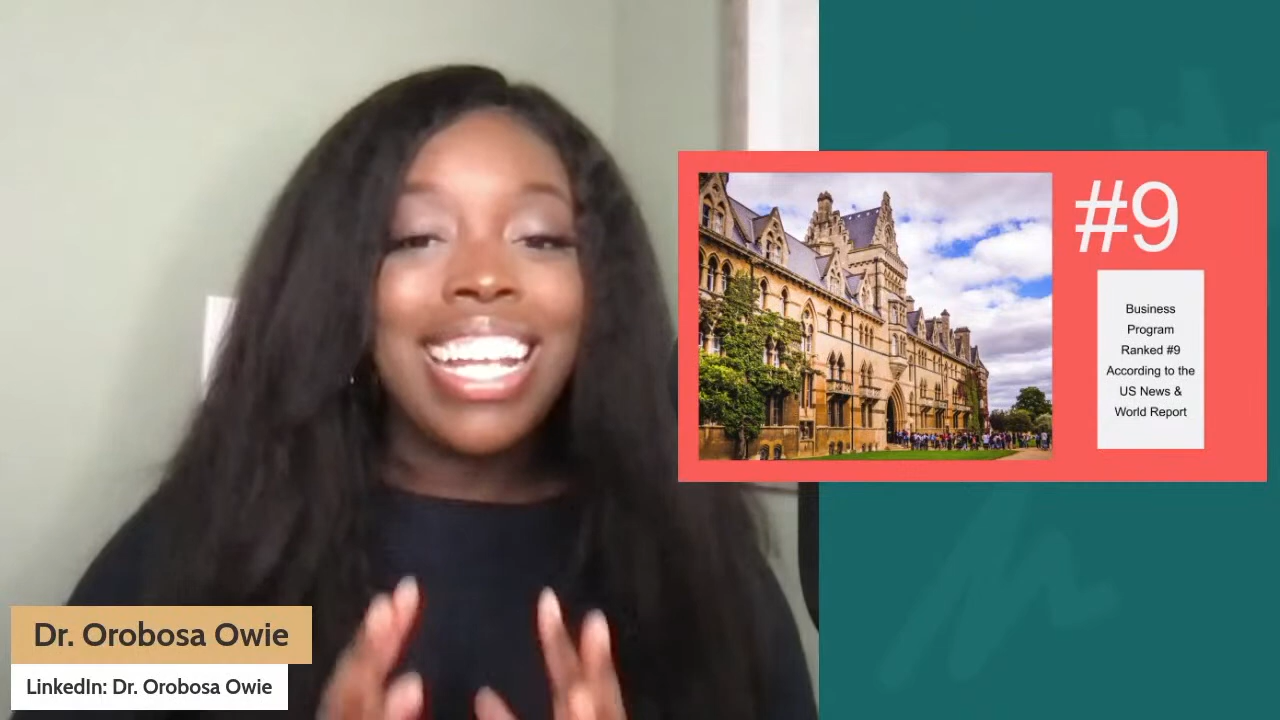 #9
Business
Program
Ranked #9
According to the
US News &
World Report
Dr. Orobosa Owie
LinkedIn: Dr. Orobosa Owie